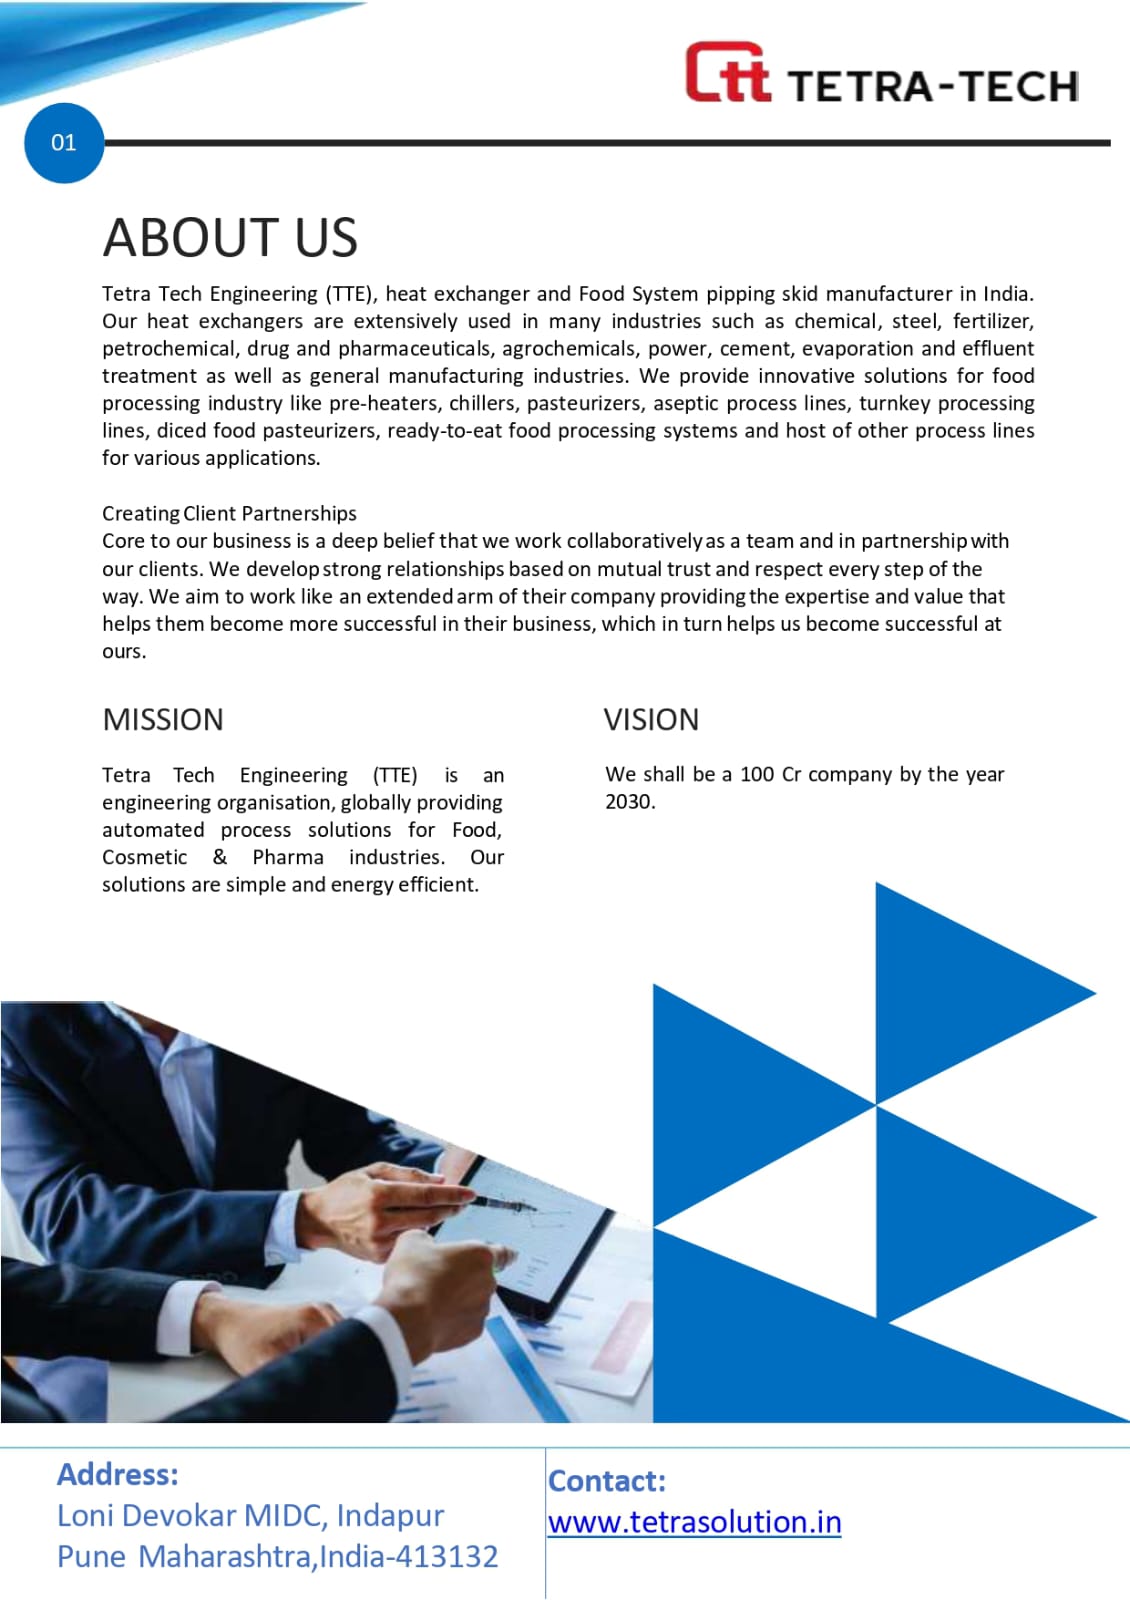 Ctt TETRA-TECH
01
ABOUT US
Tetra Tech Engineering (TTE), heat exchanger and Food System pipping skid manufacturer in India.
Our heat exchangers are extensively used in many industries such as chemical, steel, fertilizer,
petrochemical, drug and pharmaceuticals, agrochemicals, power, cement, evaporation and effluent
treatment as well as general manufacturing industries. We provide innovative solutions for food
processing industry like pre-heaters, chillers, pasteurizers, aseptic process lines, turnkey processing
lines, diced food pasteurizers, ready-to-eat food processing systems and host of other process lines
for various applications.
Creating Client Partnerships
Core to our business is a deep belief that we work collaboratively as a team and in partnership with
our clients. We develop strong relationships based on mutual trust and respect every step of the
way. We aim to work like an extended arm of their company providing the expertise and value that
helps them become more successful in their business, which in turn helps us become successful at
ours.
MISSION
Tetra Tech Engineering (TTE) is an
engineering organisation, globally providing
automated process solutions for Food,
Cosmetic & Pharma industries. Our
solutions are simple and energy efficient.
VISION
We shall be a 100 Cr company by the year
2030.
Address:
Loni Devokar MIDC, Indapur
Pune Maharashtra,India-413132
Contact:
www.tetrasolution.in